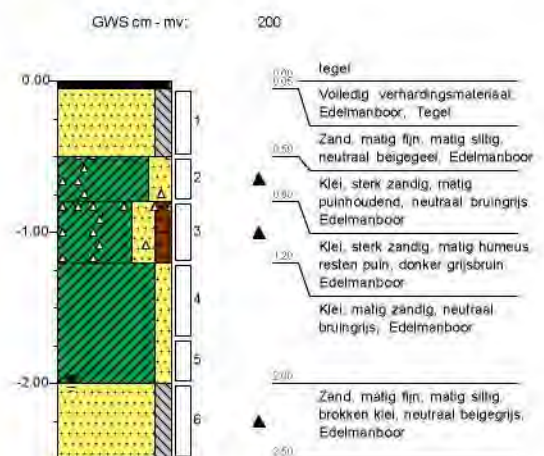 GWS cm - mv: 200
0.00
tegel
0.00
0.05
Volledig verhardingsmateriaal,
Edelmanboor, Tegel
1
Zand, matig fijn, matig siltig,
neutraal beigegeel, Edelmanboor
0.50
2
Klei, sterk zandig, matig
puinhoudend, neutraal bruingrijs,
Edelmanboor
0.80
-1.00
3
Klei, sterk zandig, matig humeus,
resten puin, donker grijsbruin,
Edelmanboor
1.20
4
Klei, matig zandig, neutraal
bruingrijs, Edelmanboor
5
-2.00
2.00
6
Zand, matig fijn, matig siltig,
brokken klei, neutraal beigegrijs,
Edelmanboor
2.50